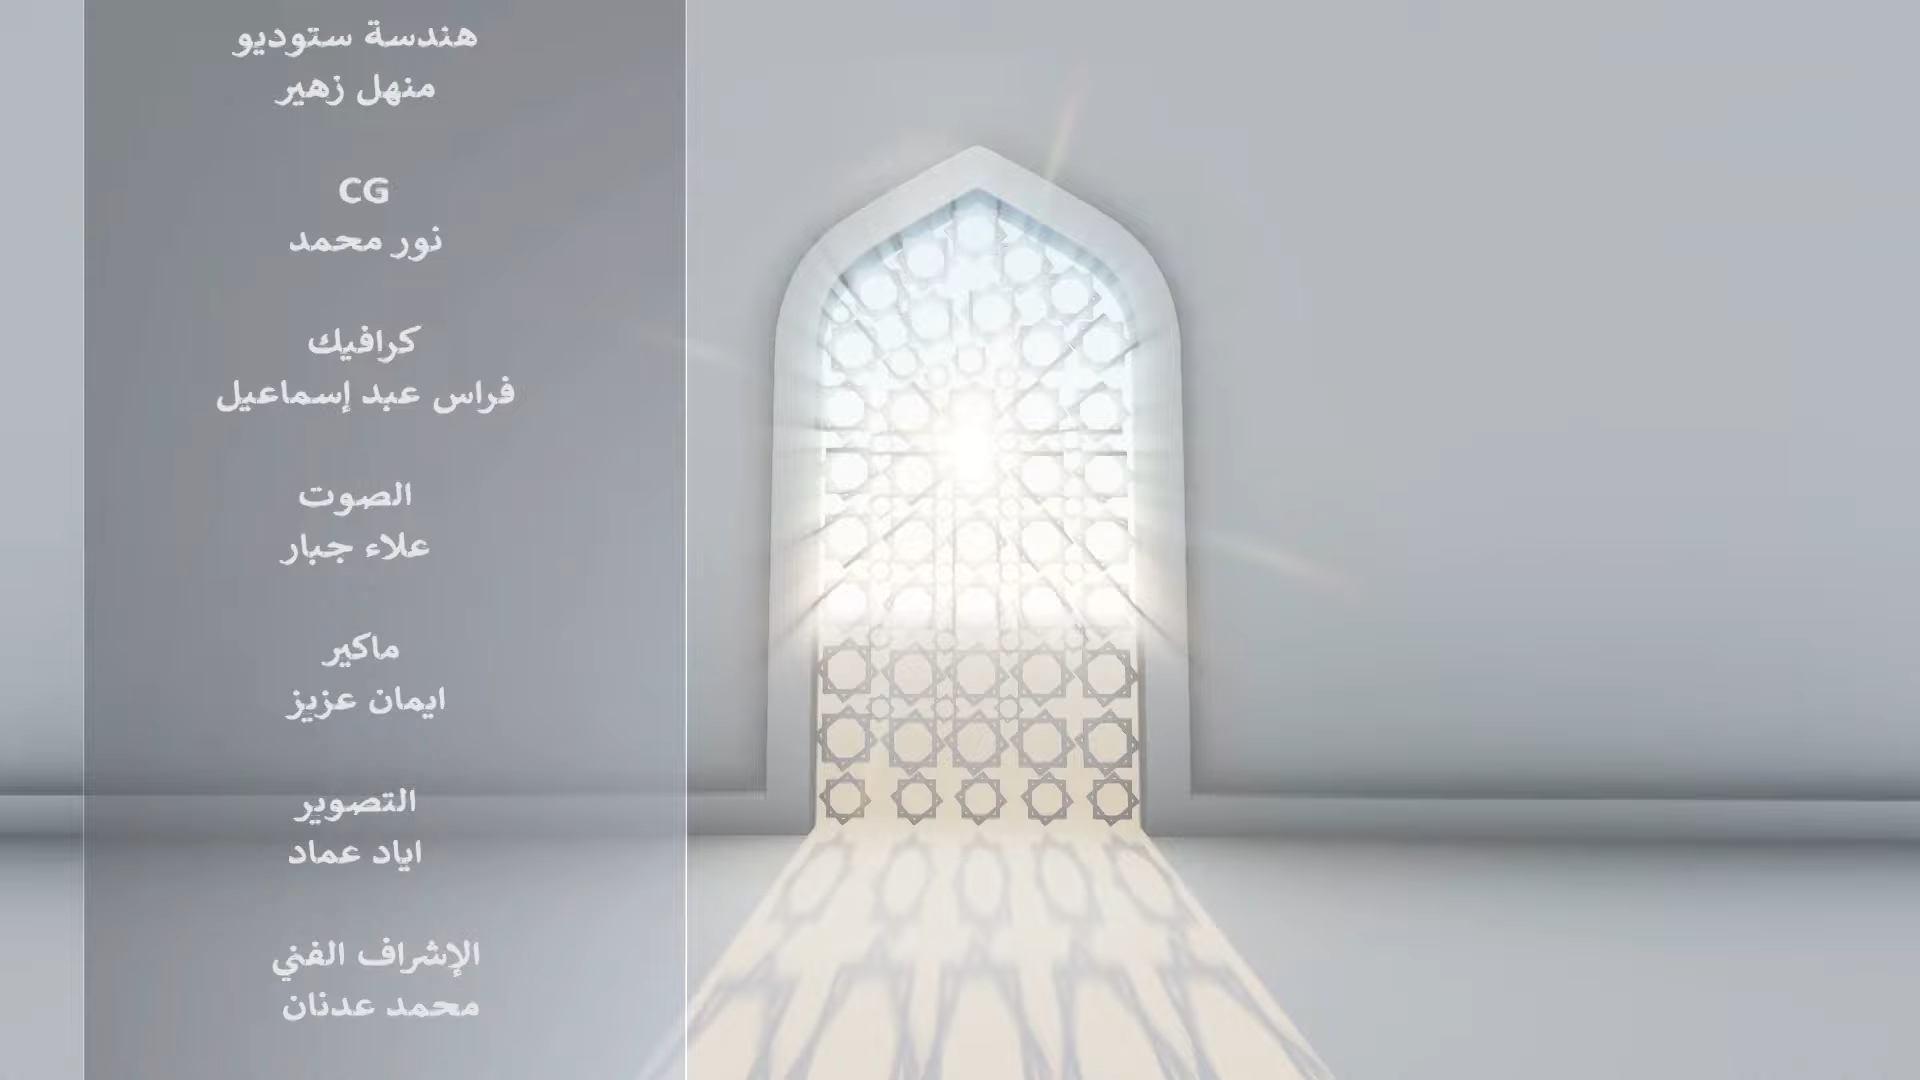 هندسة ستوديو
منهل زهير
CG
نور محمد
كرافيك
فراس عبد إسماعيل
الصوت
علاء جبار
ماكير
ايمان عزيز
التصوير
اياد عماد
الإشراف الفني
محمد عدنان